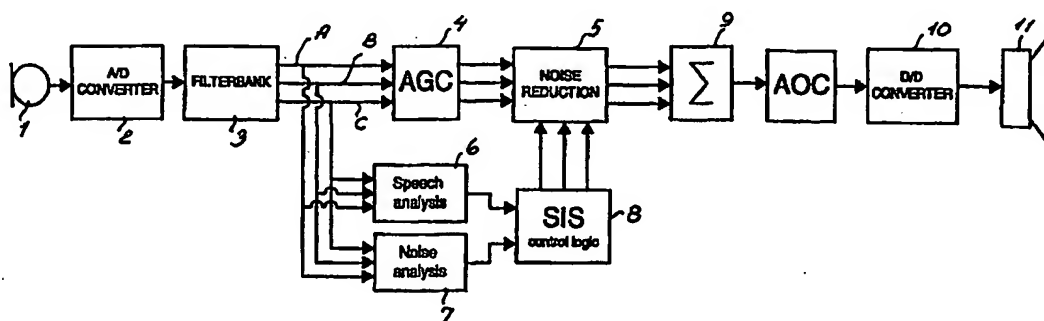 A
B
C
4
5
9
10
11
A/D
CONVERTER
FILTERBANK
AGC
NOISE
REDUCTION
Σ
AOC
D/D
CONVERTER
1
2
3
6
Speech
analysis
SIS
control logic
8
Noise
analysis
7